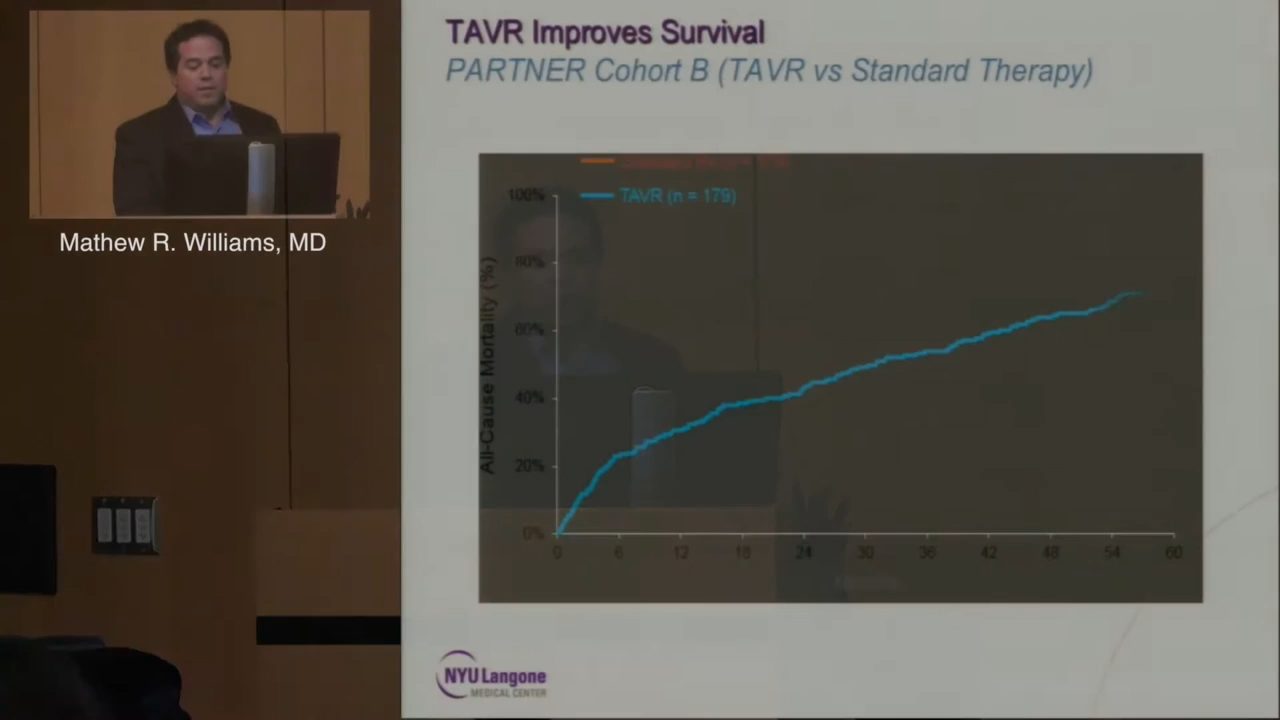 TAVR Improves Survival
PARTNER Cohort B (TAVR vs Standard Therapy)
TAVR (n = 179)
All-Cause Mortality (%)
100%
80%
60%
40%
20%
0%
0 6 12 18 24 30 36 42 48 54 60
Mathew R. Williams, MD
NYU Langone
MEDICAL CENTER